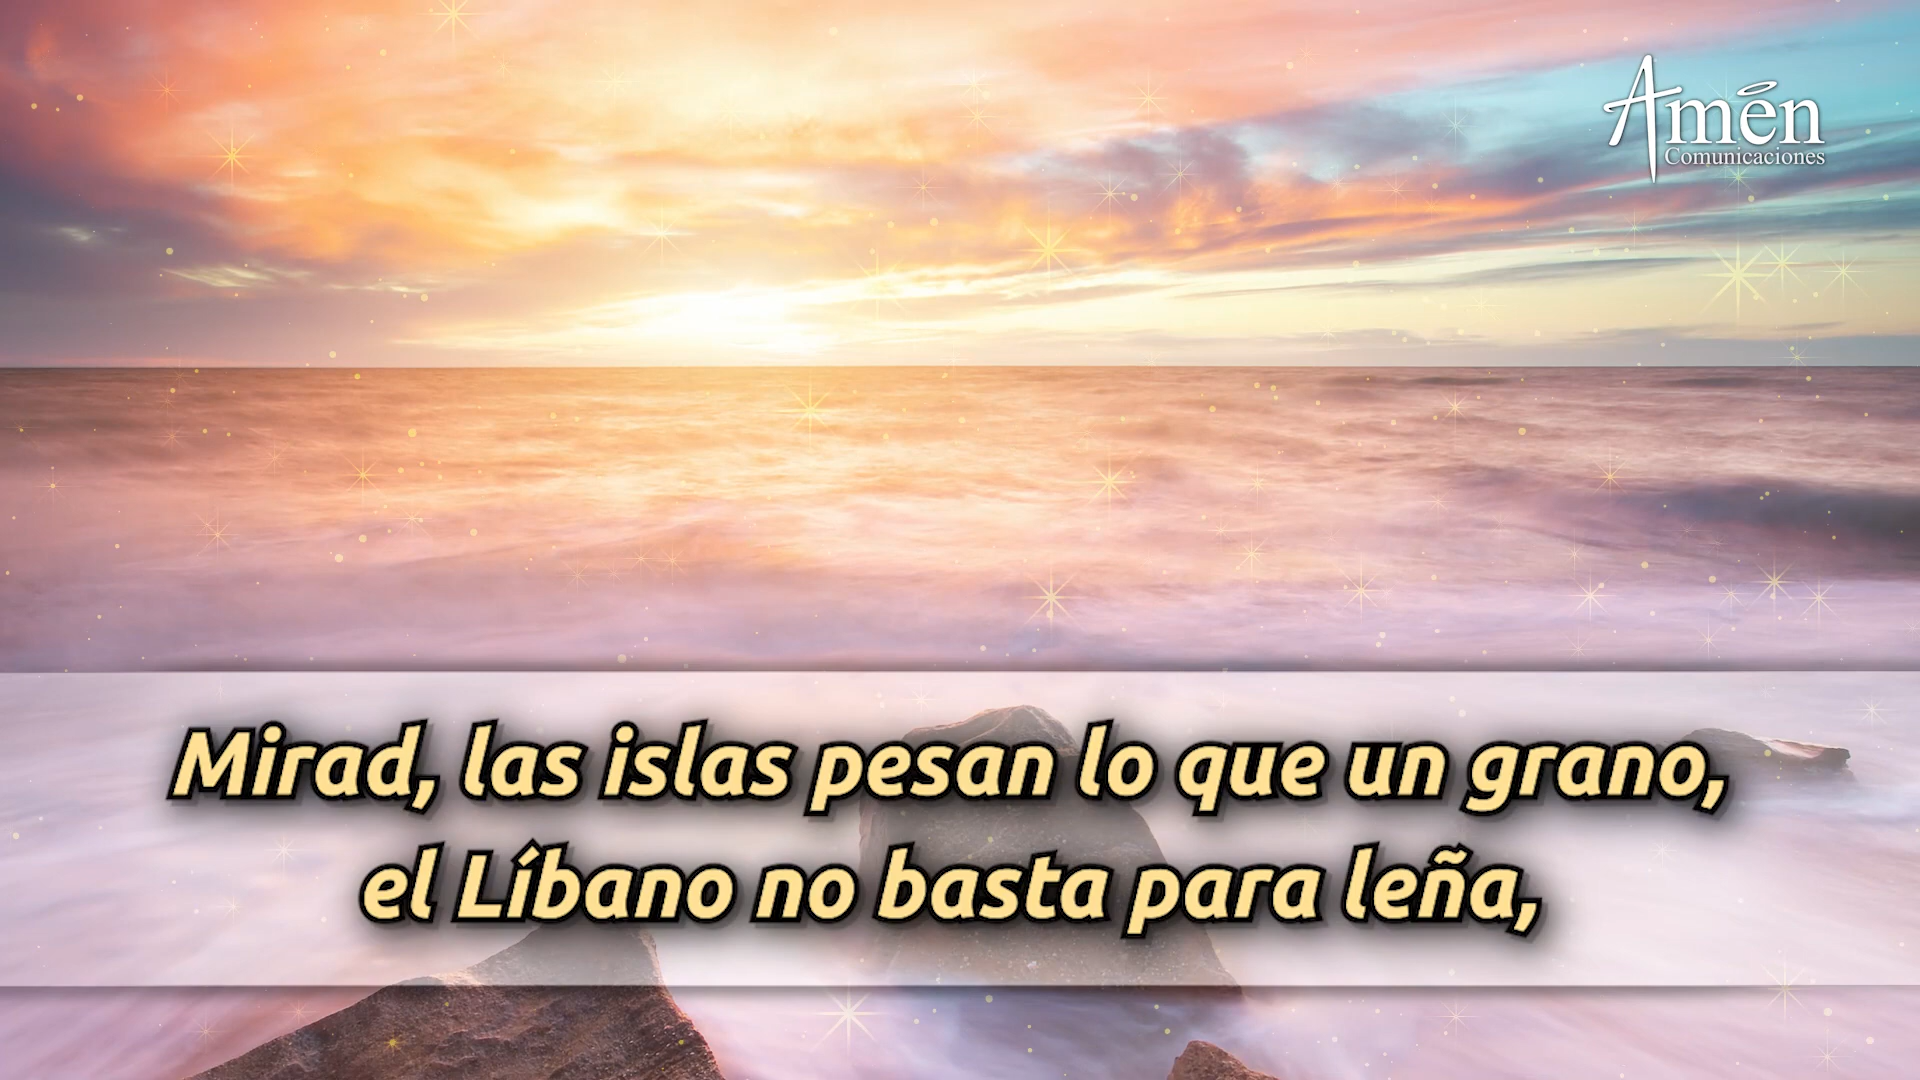 Amén
Comunicaciones
Mirad, las islas pesan lo que un grano,
el Líbano no basta para leña,